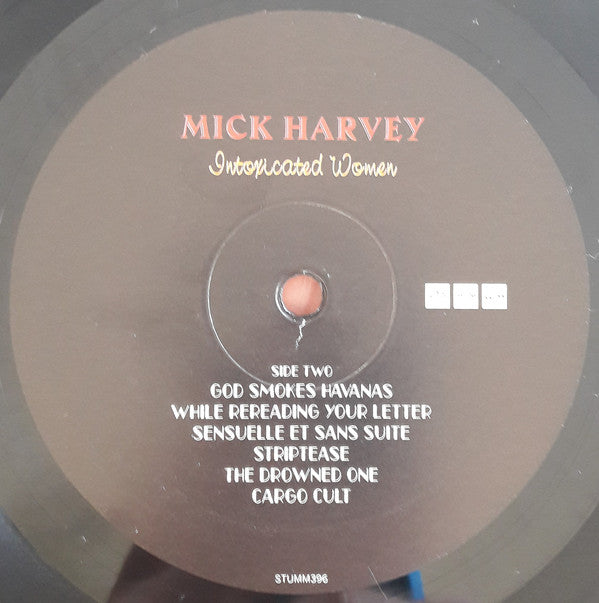 MICK HARVEY
Intoxicated Women
SIDE TWO
GOD SMOKES HAVANAS
WHILE REREADING YOUR LETTER
SENSUELLE ET SANS SUITE
STRIPTEASE
THE DROWNED ONE
CARGO CULT
STUMM396